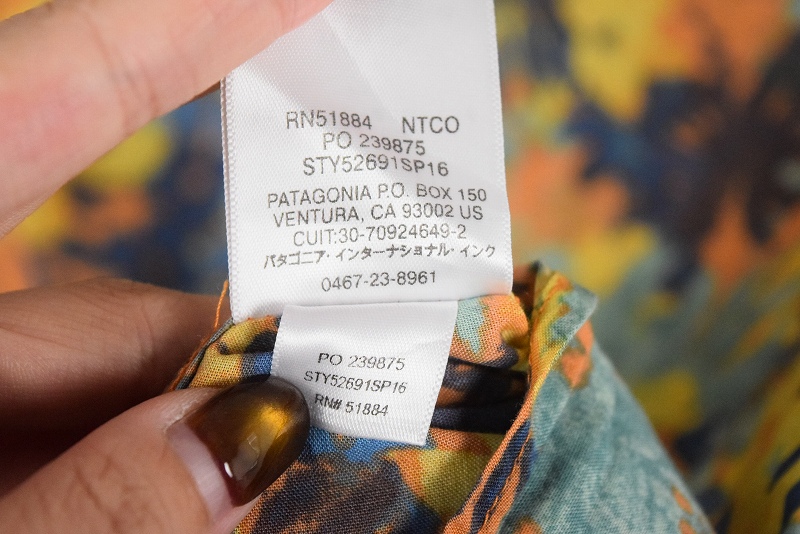 RN51884 NTCO
PO 239875
STY52691SP16
PATAGONIA P.O. BOX 150
VENTURA, CA 93002 US
CUIT:30-70924649-2
パタゴニア・インターナショナル・インク
0467-23-8961
PO 239875
STY52691SP16
RN# 51884